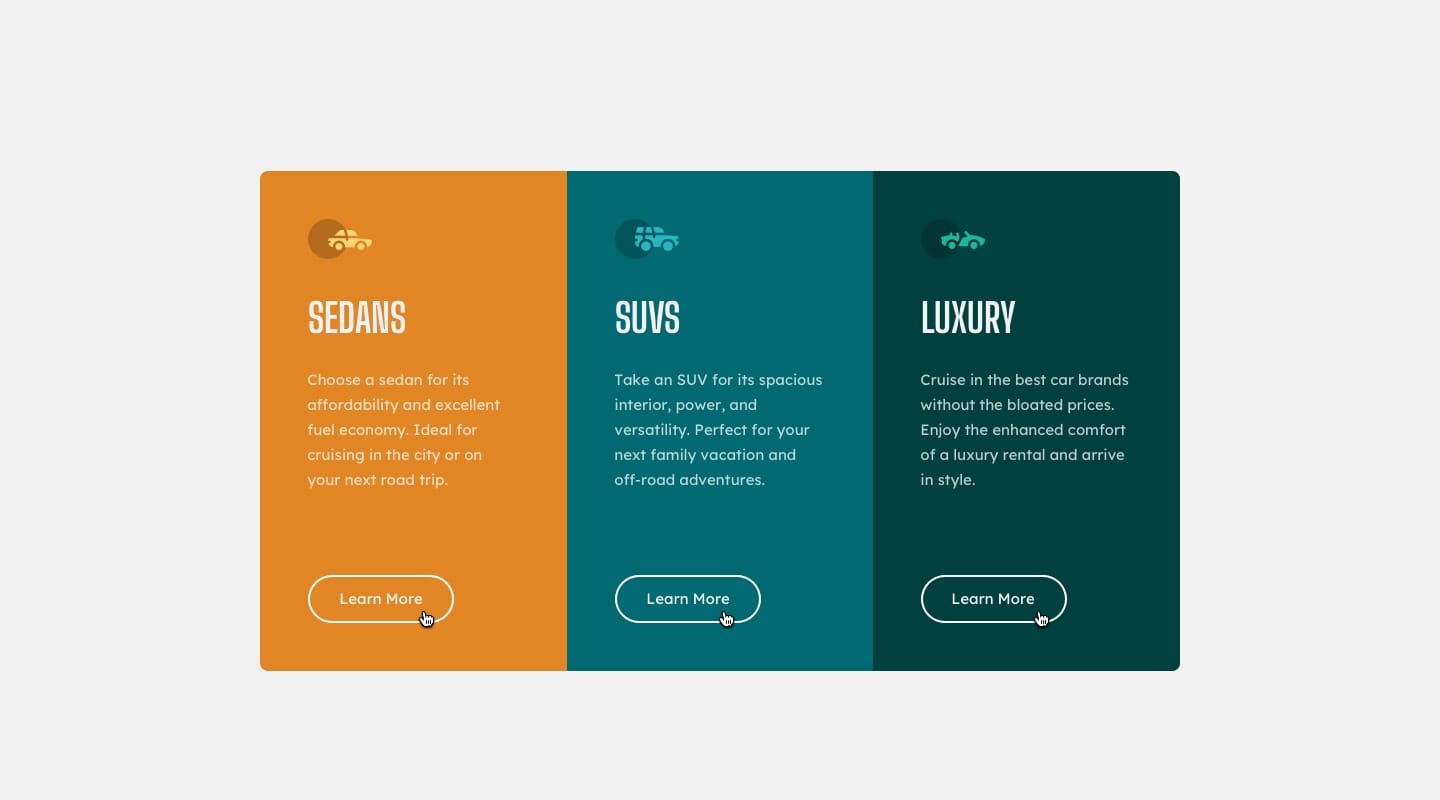 SEDANS
Choose a sedan for its
affordability and excellent
fuel economy. Ideal for
cruising in the city or on
your next road trip.
Learn More
SUVS
Take an SUV for its spacious
interior, power, and
versatility. Perfect for your
next family vacation and
off-road adventures.
Learn More
LUXURY
Cruise in the best car brands
without the bloated prices.
Enjoy the enhanced comfort
of a luxury rental and arrive
in style.
Learn More